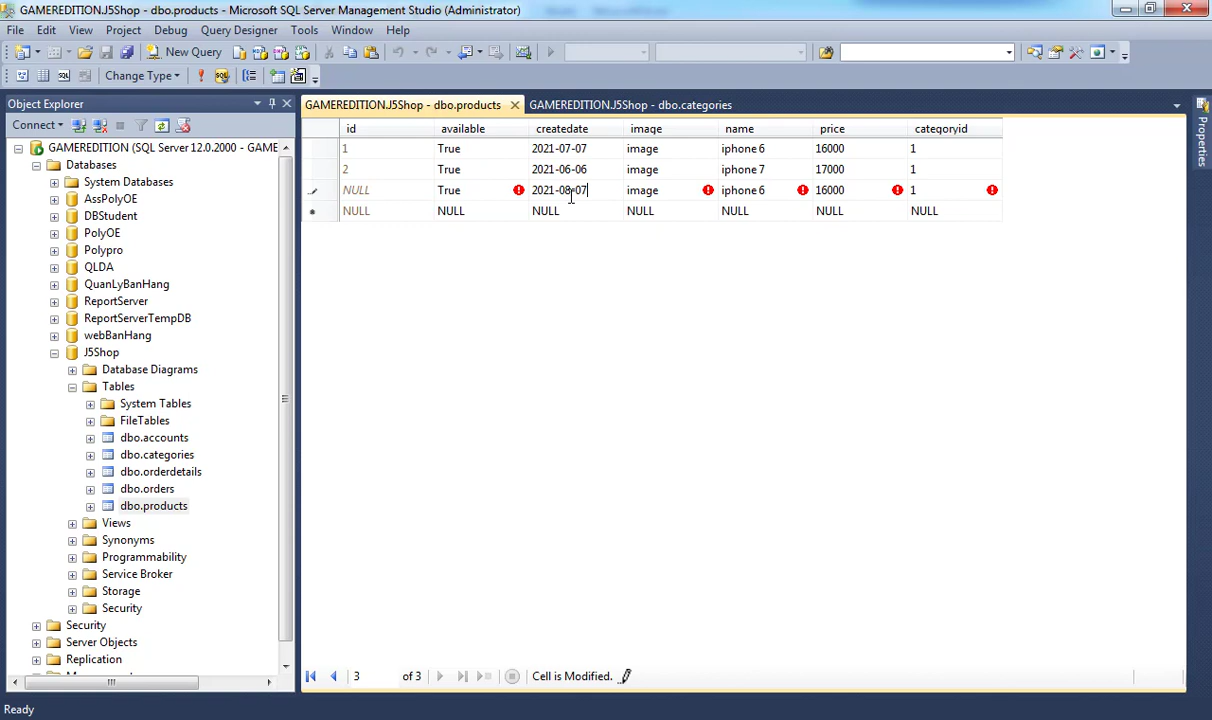 GAMEREDITION.J5Shop - dbo.products - Microsoft SQL Server Management Studio (Administrator)
File Edit View Project Debug Query Designer Tools Window Help
New Query
Change Type
Object Explorer
Connect
GAMEREDITION (SQL Server 12.0.2000 - GAME
Databases
System Databases
AssPolyOE
DBStudent
PolyOE
Polypro
QLDA
QuanLyBanHang
ReportServer
ReportServerTempDB
webBanHang
J5Shop
Database Diagrams
Tables
System Tables
FileTables
dbo.accounts
dbo.categories
dbo.orderdetails
dbo.orders
dbo.products
Views
Synonyms
Programmability
Service Broker
Storage
Security
Security
Server Objects
Replication
GAMEREDITION.J5Shop - dbo.products GAMEREDITION.J5Shop - dbo.categories
id available createdate image name price categoryid
1 True 2021-07-07 image iphone 6 16000 1
2 True 2021-06-06 image iphone 7 17000 1
NULL True 2021-08-07 image iphone 6 16000 1
NULL NULL NULL NULL NULL NULL NULL
3 of 3 Cell is Modified.
Properties
Ready